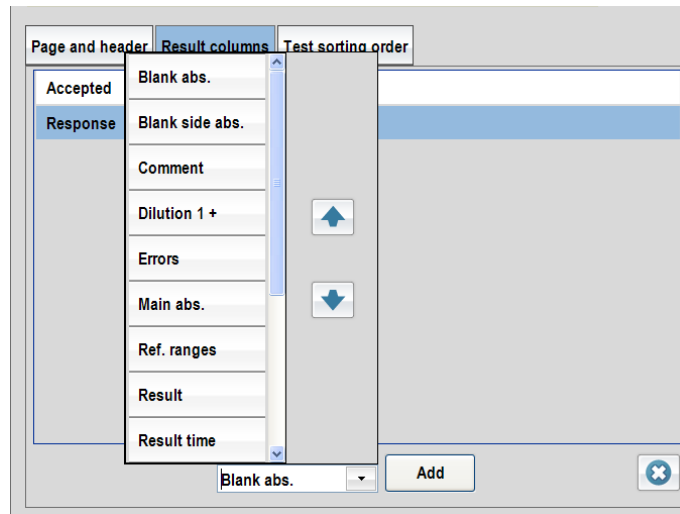 Page and header Result columns Test sorting order
Accepted
Response
Blank abs.
Blank side abs.
Comment
Dilution 1 +
Errors
Main abs.
Ref. ranges
Result
Result time
Blank abs.
Add